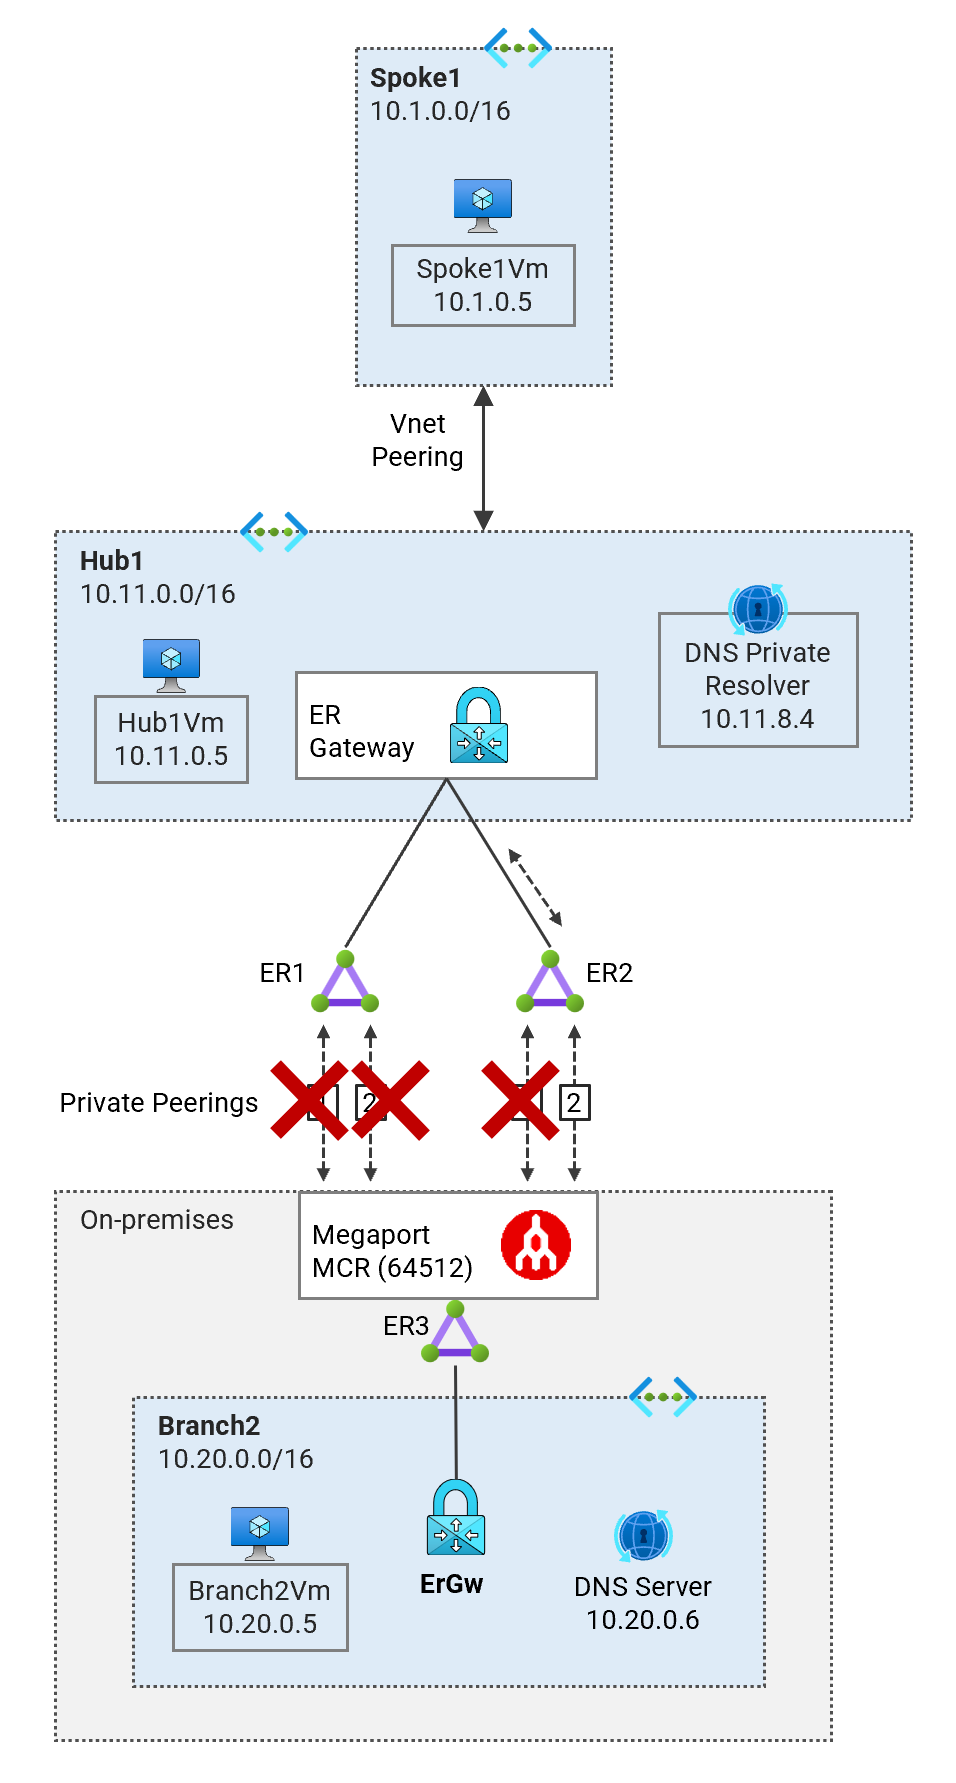 Spoke1
10.1.0.0/16
Spoke1Vm
10.1.0.5
Vnet
Peering
Hub1
10.11.0.0/16
Hub1Vm
10.11.0.5
ER
Gateway
DNS Private
Resolver
10.11.8.4
ER1
ER2
Private Peerings
2
2
On-premises
Megaport
MCR (64512)
ER3
Branch2
10.20.0.0/16
Branch2Vm
10.20.0.5
ErGw
DNS Server
10.20.0.6